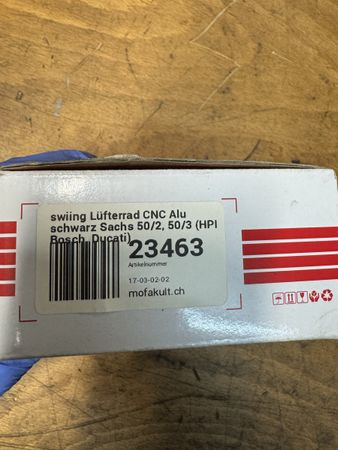 swiing Lüfterrad CNC Alu
schwarz Sachs 50/2, 50/3 (HPI
Bosch, Ducati)
23463
Artikelnummer
17-03-02-02
mofakult.ch